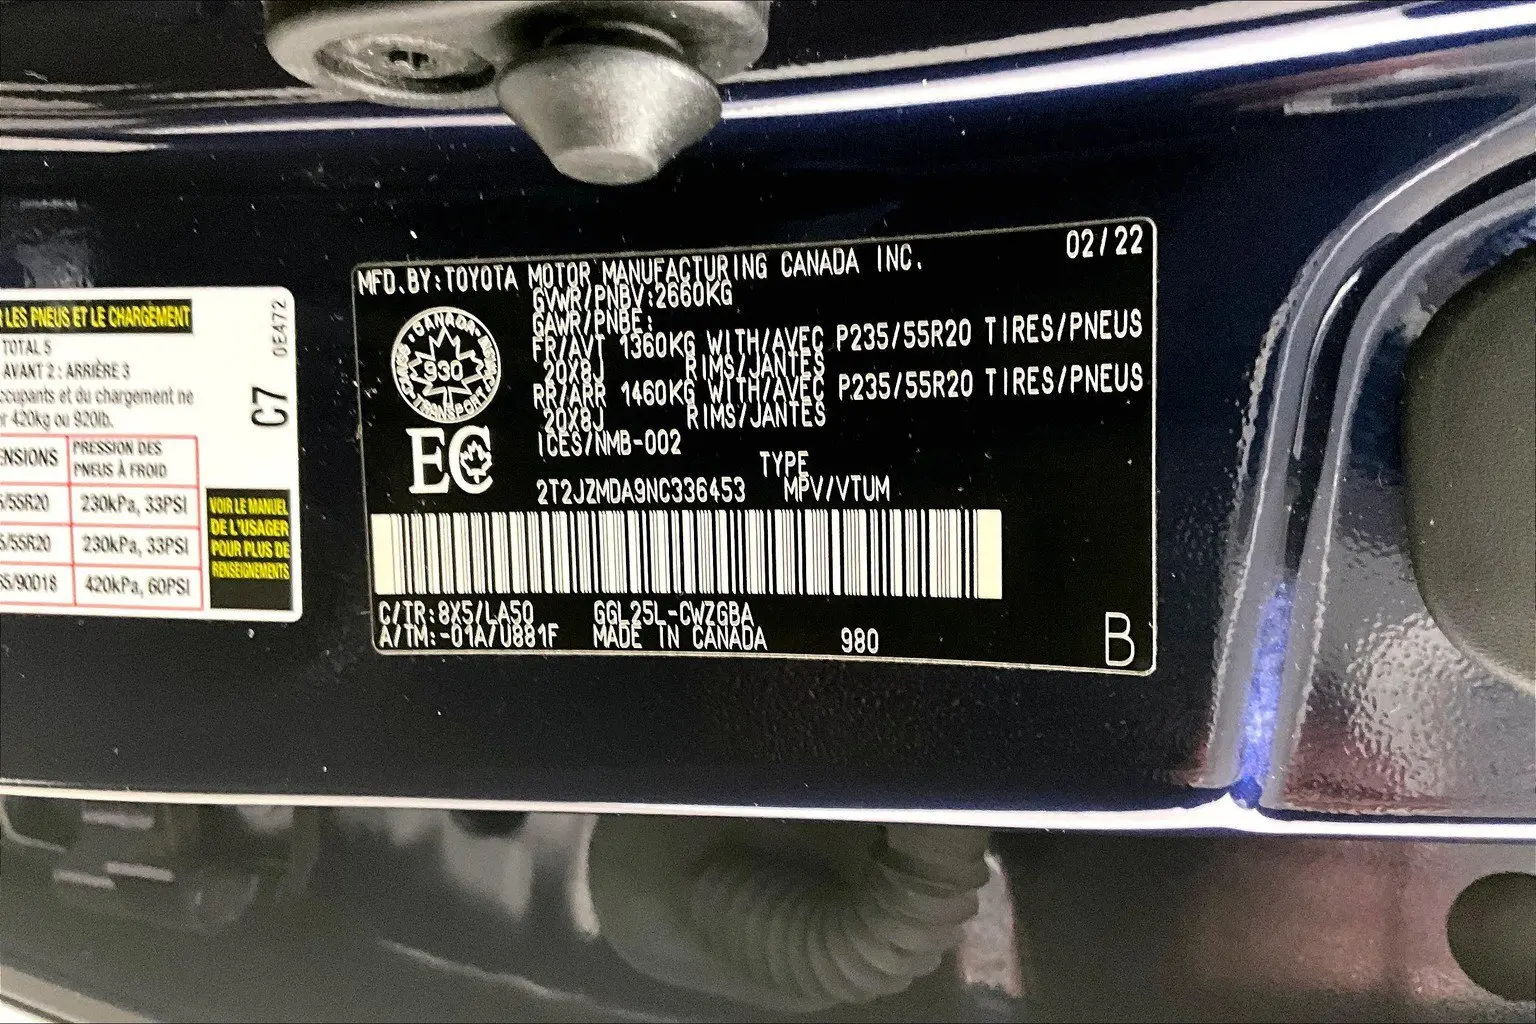 LES PNEUS ET LE CHARGEMENT
TOTAL 5
AVANT 2 : ARRIÈRE 3
occupants et du chargement ne
420kg ou 920lb.
PRESSION DES
PNEUS À FROID
/55R20 230kPa, 33PSI
/55R20 230kPa, 33PSI
5/90D18 420kPa, 60PSI
VOIR LE MANUEL
DE L'USAGER
POUR PLUS DE
RENSEIGNEMENTS
C7
0EA72
MFD.BY:TOYOTA MOTOR MANUFACTURING CANADA INC. 02/22
GVWR/PNBV:2660KG
GAWR/PNBE:
FR/AVT 1360KG WITH/AVEC P235/55R20 TIRES/PNEUS
20X8J RIMS/JANTES
RR/ARR 1460KG WITH/AVEC P235/55R20 TIRES/PNEUS
20X8J RIMS/JANTES
ICES/NMB-002
CANADA
930
TRANSPORT
EC
TYPE
2T2JZMDA9NC336453 MPV/VTUM
C/TR:8X5/LA50 GGL25L-CWZGBA
A/TM:-01A/U881F MADE IN CANADA 980
B